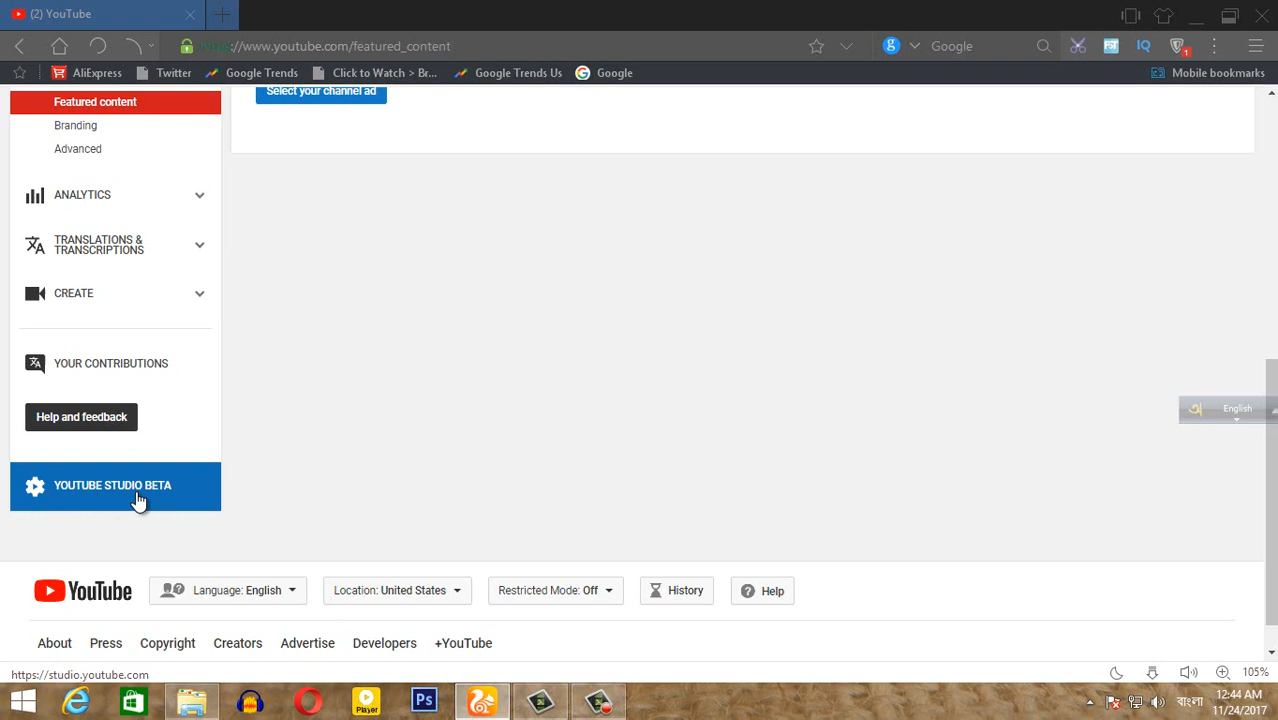 (2) YouTube
https://www.youtube.com/featured_content
Google
AliExpress
Twitter
Google Trends
Click to Watch > Br...
Google Trends Us
Google
Mobile bookmarks
Featured content
Branding
Advanced
ANALYTICS
TRANSLATIONS &
TRANSCRIPTIONS
CREATE
YOUR CONTRIBUTIONS
Help and feedback
YOUTUBE STUDIO BETA
Select your channel ad
English
YouTube
Language: English
Location: United States
Restricted Mode: Off
History
Help
About
Press
Copyright
Creators
Advertise
Developers
+YouTube
https://studio.youtube.com
105%
Player
Ps
বাংলা
12:44 AM
11/24/2017